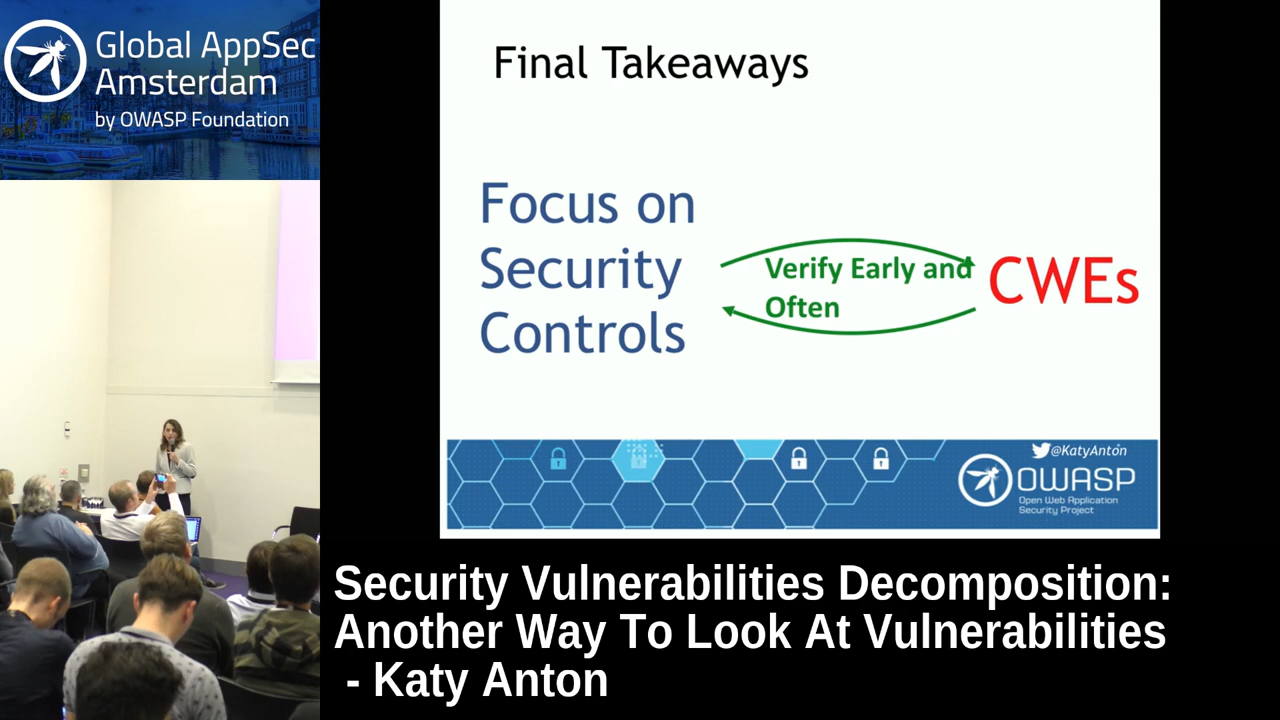 Global AppSec
Amsterdam
by OWASP Foundation
Final Takeaways
Focus on
Security
Controls
Verify Early and
Often
CWEs
@KatyAnton
OWASP
Open Web Application
Security Project
Security Vulnerabilities Decomposition:
Another Way To Look At Vulnerabilities
- Katy Anton